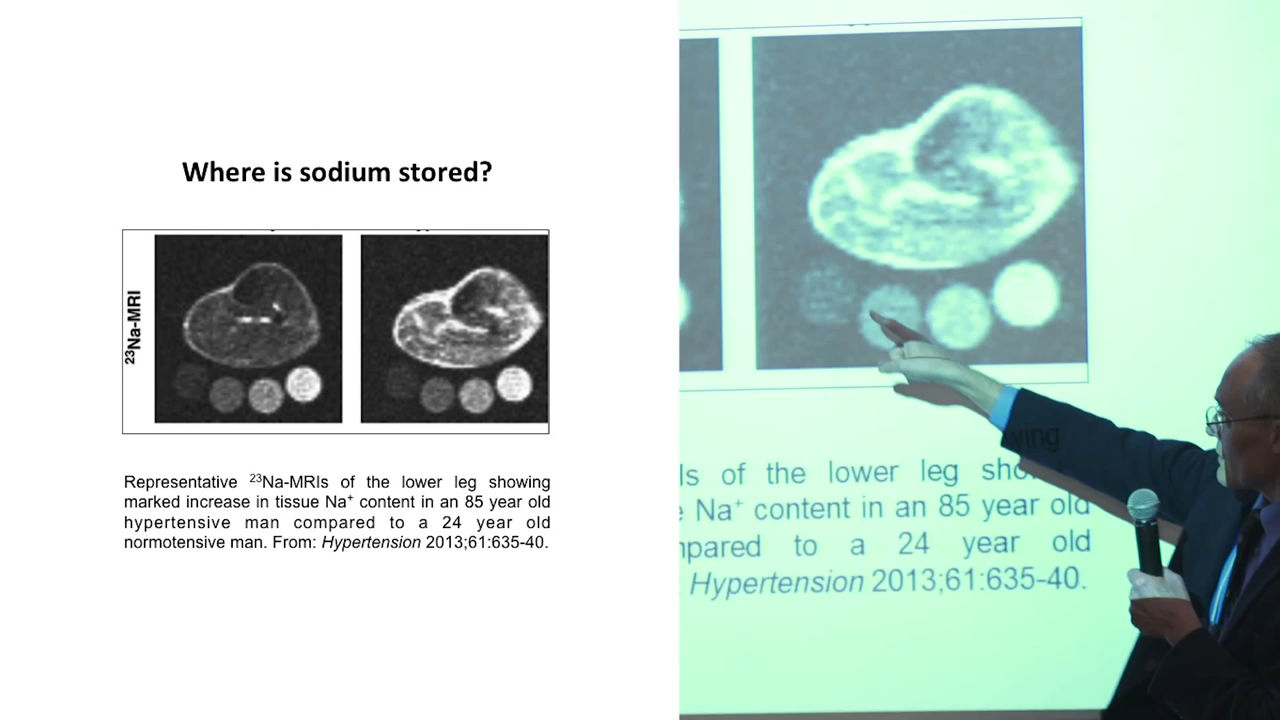 Where is sodium stored?
²³Na-MRI
Representative ²³Na-MRIs of the lower leg showing
marked increase in tissue Na⁺ content in an 85 year old
hypertensive man compared to a 24 year old
normotensive man. From: Hypertension 2013;61:635-40.
ls of the lower leg sho
ying
e Na⁺ content in an 85 year old
npared to a 24 year old
Hypertension 2013;61:635-40.